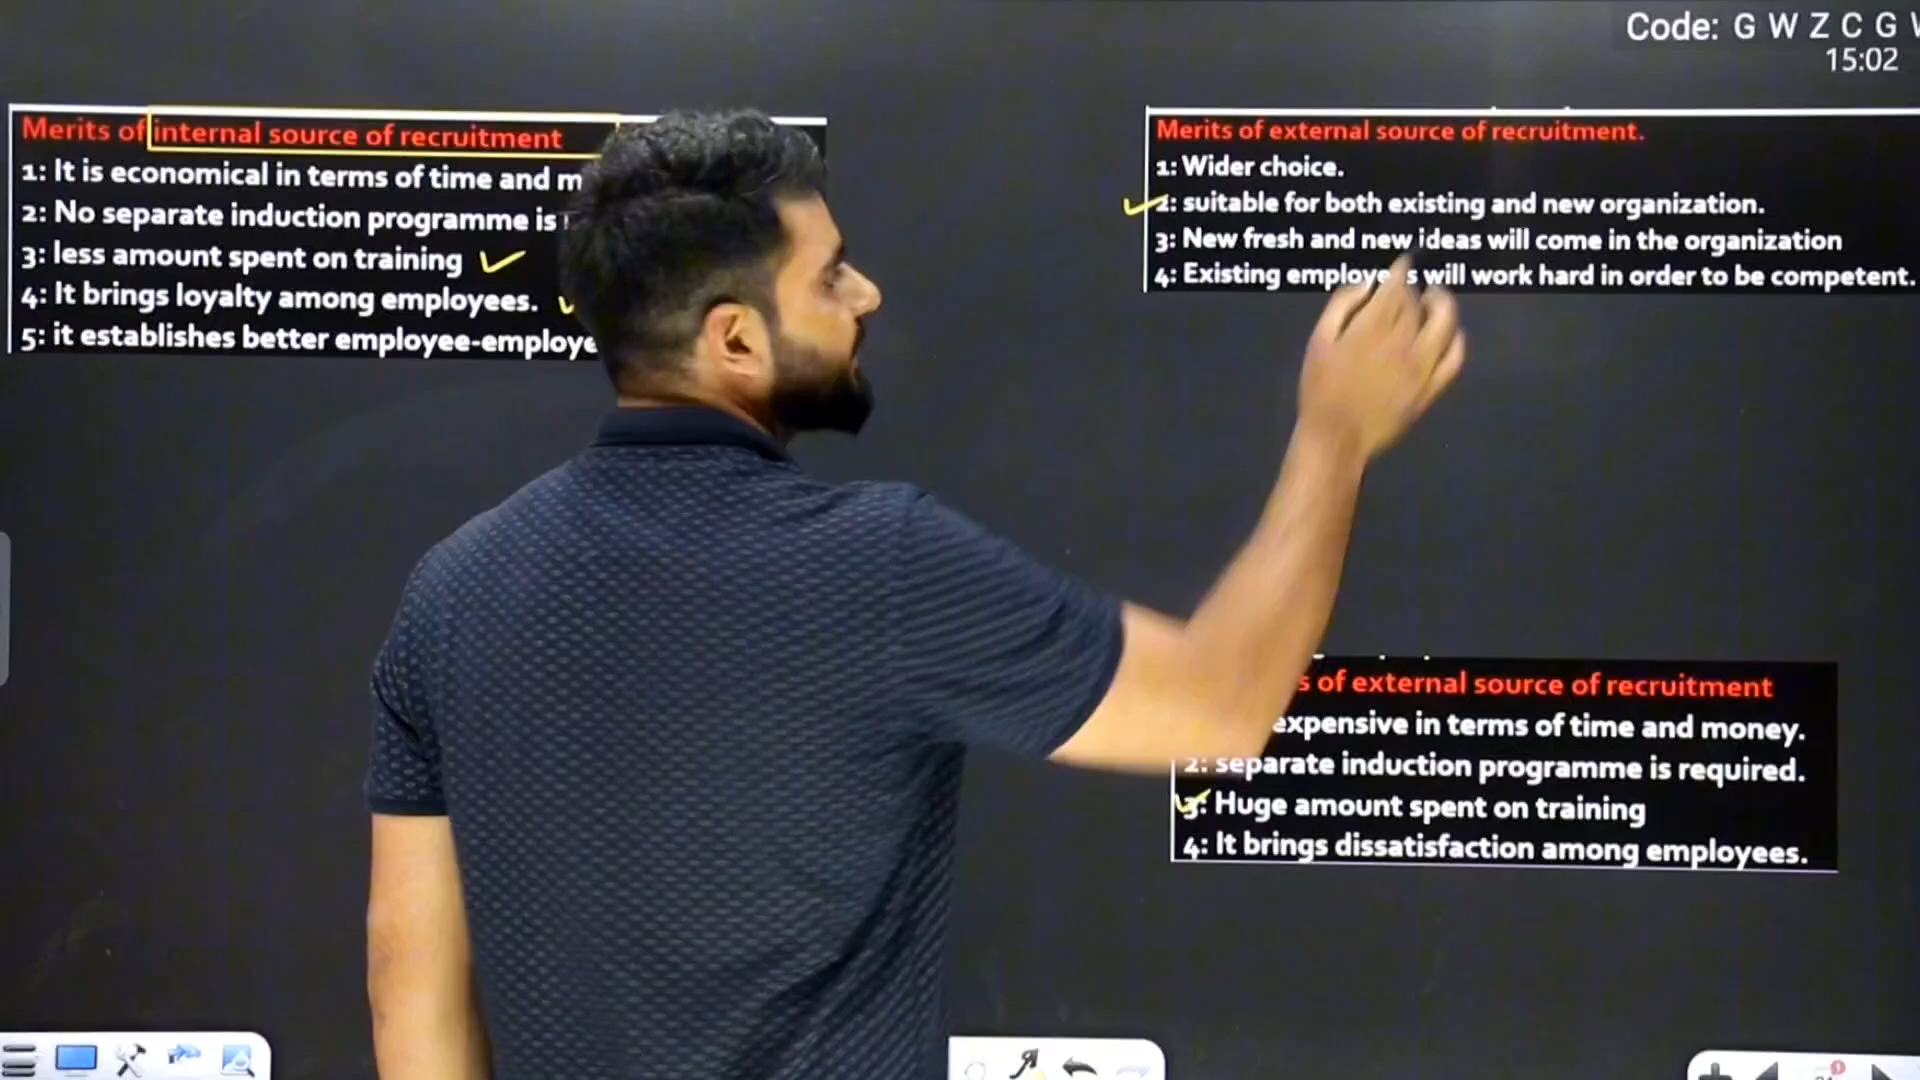 Code: G W Z C G
15:02
Merits of internal source of recruitment
1: It is economical in terms of time and
2: No separate induction programme is
3: less amount spent on training
4: It brings loyalty among employees.
5: it establishes better
Merits of external source of recruitment.
1: Wider choice.
2: suitable for both existing and new organization.
3: New fresh and new ideas will come in the organization
4: Existing will work hard in order to be competent.
of external source of recruitment
expensive in terms of time and money.
2: separate induction programme is required.
3: Huge amount spent on training
4: It brings dissatisfaction among employees.